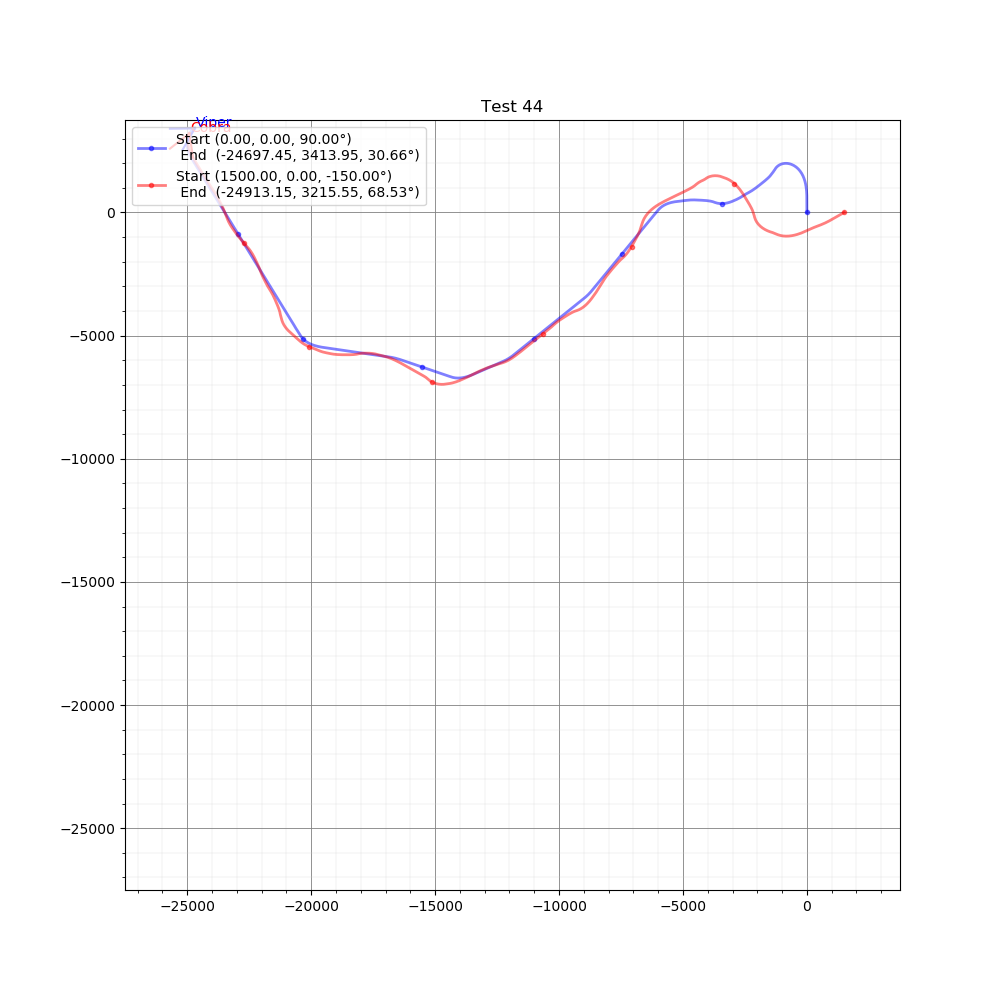 Test 44
Viper
Cobra
Start (0.00, 0.00, 90.00°)
End  (-24697.45, 3413.95, 30.66°)
Start (1500.00, 0.00, -150.00°)
End  (-24913.15, 3215.55, 68.53°)
0
−5000
−10000
−15000
−20000
−25000
−25000 −20000 −15000 −10000 −5000 0